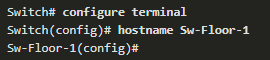 Switch# configure terminal
Switch(config)# hostname Sw-Floor-1
Sw-Floor-1(config)#